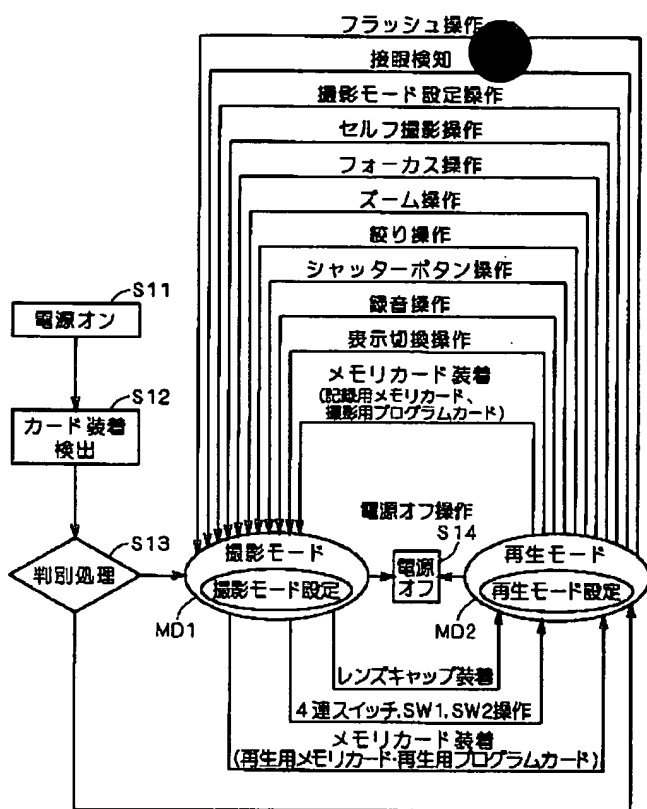 フラッシュ操作
接眼検知
撮影モード設定操作
セルフ撮影操作
フォーカス操作
ズーム操作
絞り操作
シャッターボタン操作
録音操作
表示切換操作
メモリカード装着
(記録用メモリカード、
撮影用プログラムカード)
S11
電源オン
S12
カード装着
検出
S13
判別処理
電源オフ操作
S14
撮影モード
撮影モード設定
MD1
電源
オフ
再生モード
再生モード設定
MD2
レンズキャップ装着
4連スイッチ,SW1,SW2操作
メモリカード装着
(再生用メモリカード・再生用プログラムカード)